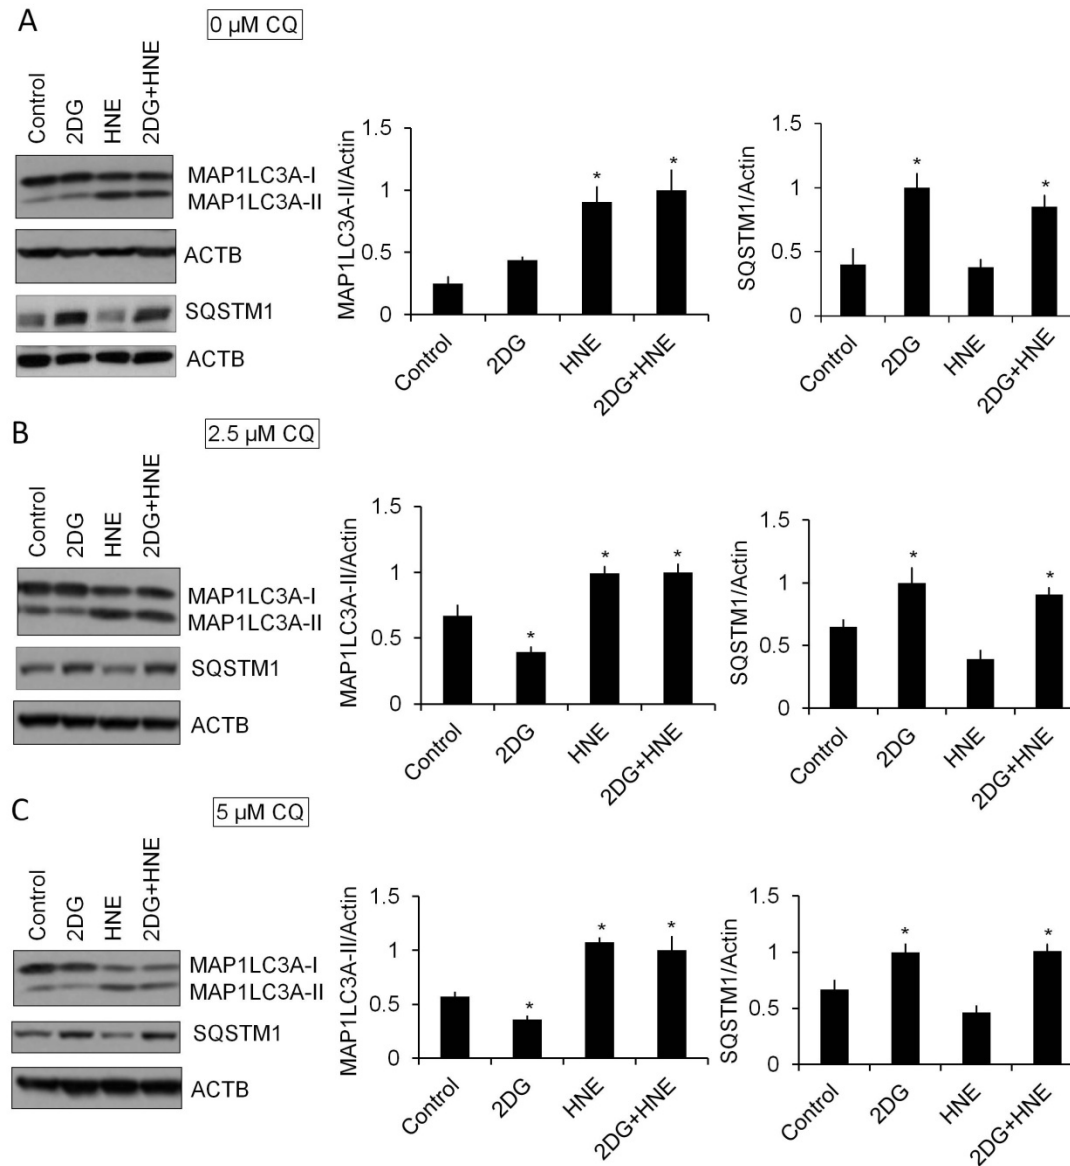 A
0 µM CQ
Control
2DG
HNE
2DG+HNE
MAP1LC3A-I
MAP1LC3A-II
ACTB
SQSTM1
ACTB
MAP1LC3A-II/Actin
1.5
1
0.5
0
Control
2DG
HNE
2DG+HNE
*
*
SQSTM1/Actin
1.5
1
0.5
0
Control
2DG
HNE
2DG+HNE
*
*
B
2.5 µM CQ
Control
2DG
HNE
2DG+HNE
MAP1LC3A-I
MAP1LC3A-II
SQSTM1
ACTB
MAP1LC3A-II/Actin
1.5
1
0.5
0
Control
2DG
HNE
2DG+HNE
*
*
*
SQSTM1/Actin
1.5
1
0.5
0
Control
2DG
HNE
2DG+HNE
*
*
C
5 µM CQ
Control
2DG
HNE
2DG+HNE
MAP1LC3A-I
MAP1LC3A-II
SQSTM1
ACTB
MAP1LC3A-II/Actin
1.5
1
0.5
0
Control
2DG
HNE
2DG+HNE
*
*
*
SQSTM1/Actin
1.5
1
0.5
0
Control
2DG
HNE
2DG+HNE
*
*